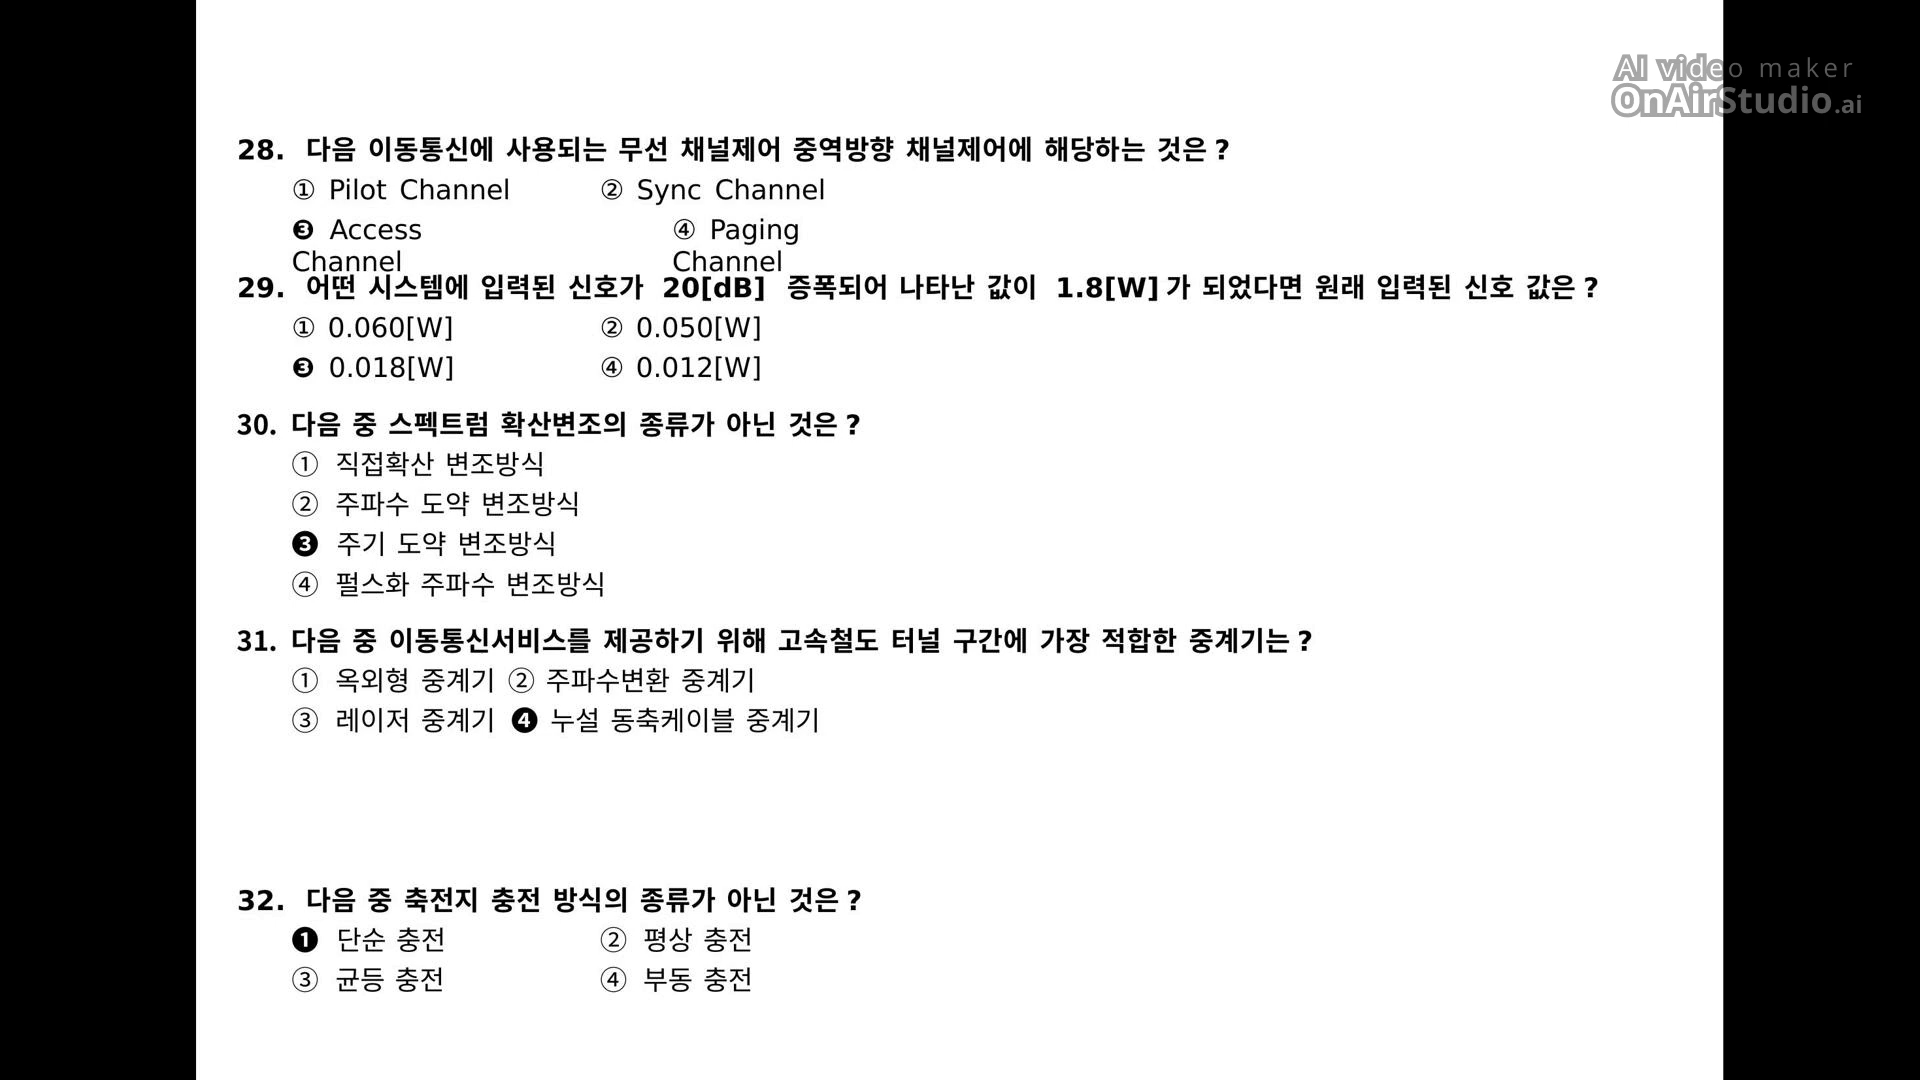 AI video maker
OnAirStudio.ai
28. 다음 이동통신에 사용되는 무선 채널제어 중역방향 채널제어에 해당하는 것은?
① Pilot Channel ② Sync Channel
❸ Access Channel ④ Paging Channel
29. 어떤 시스템에 입력된 신호가 20[dB] 증폭되어 나타난 값이 1.8[W]가 되었다면 원래 입력된 신호 값은?
① 0.060[W] ② 0.050[W]
❸ 0.018[W] ④ 0.012[W]
30. 다음 중 스펙트럼 확산변조의 종류가 아닌 것은?
① 직접확산 변조방식
② 주파수 도약 변조방식
❸ 주기 도약 변조방식
④ 펄스화 주파수 변조방식
31. 다음 중 이동통신서비스를 제공하기 위해 고속철도 터널 구간에 가장 적합한 중계기는?
① 옥외형 중계기 ② 주파수변환 중계기
③ 레이저 중계기 ❹ 누설 동축케이블 중계기
32. 다음 중 축전지 충전 방식의 종류가 아닌 것은?
❶ 단순 충전 ② 평상 충전
③ 균등 충전 ④ 부동 충전